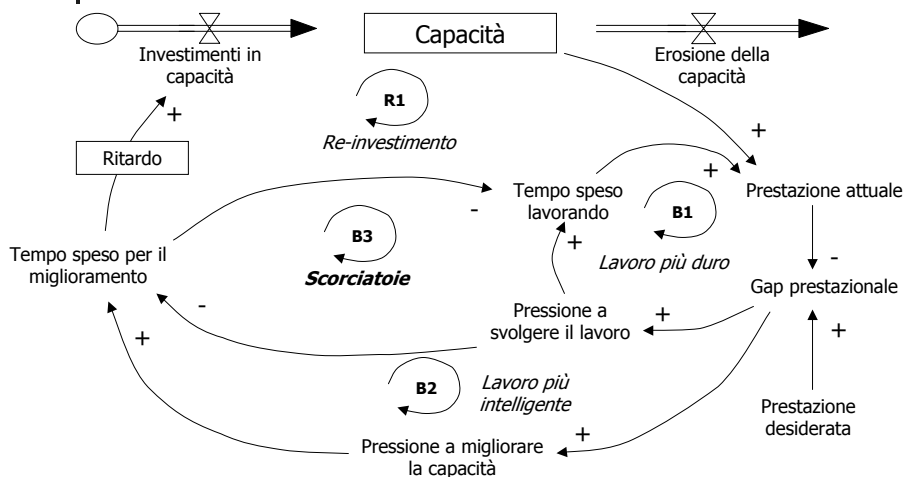 Capacità
Investimenti in
capacità
Erosione della
capacità
R1
+
Re-investimento
+
Ritardo
Tempo speso
lavorando
+
B1
Prestazione attuale
-
B3
Tempo speso per il
miglioramento
Scorciatoie
+
Lavoro più duro
-
Gap prestazionale
-
Pressione a
svolgere il lavoro
+
+
+
B2
Lavoro più
intelligente
Prestazione
desiderata
+
Pressione a migliorare
la capacità